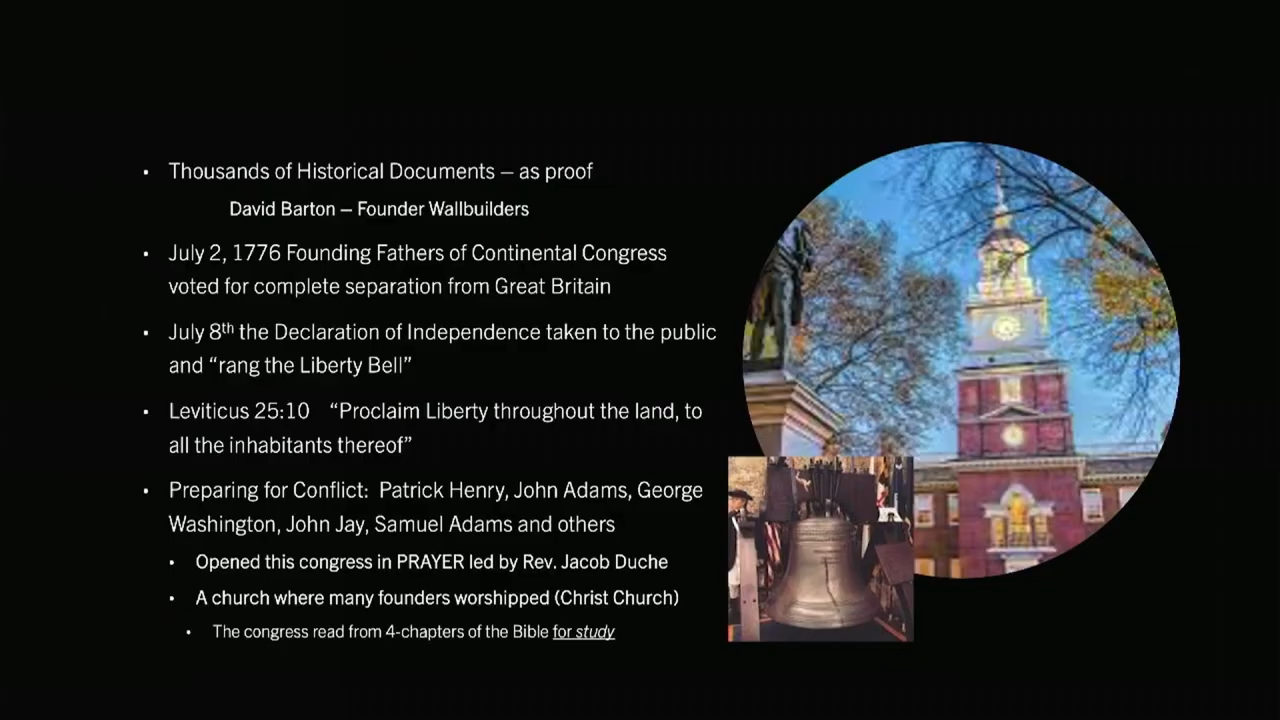 • Thousands of Historical Documents – as proof
David Barton – Founder Wallbuilders
• July 2, 1776 Founding Fathers of Continental Congress
voted for complete separation from Great Britain
• July 8th the Declaration of Independence taken to the public
and “rang the Liberty Bell”
• Leviticus 25:10 “Proclaim Liberty throughout the land, to
all the inhabitants thereof”
• Preparing for Conflict: Patrick Henry, John Adams, George
Washington, John Jay, Samuel Adams and others
• Opened this congress in PRAYER led by Rev. Jacob Duche
• A church where many founders worshipped (Christ Church)
• The congress read from 4-chapters of the Bible for study